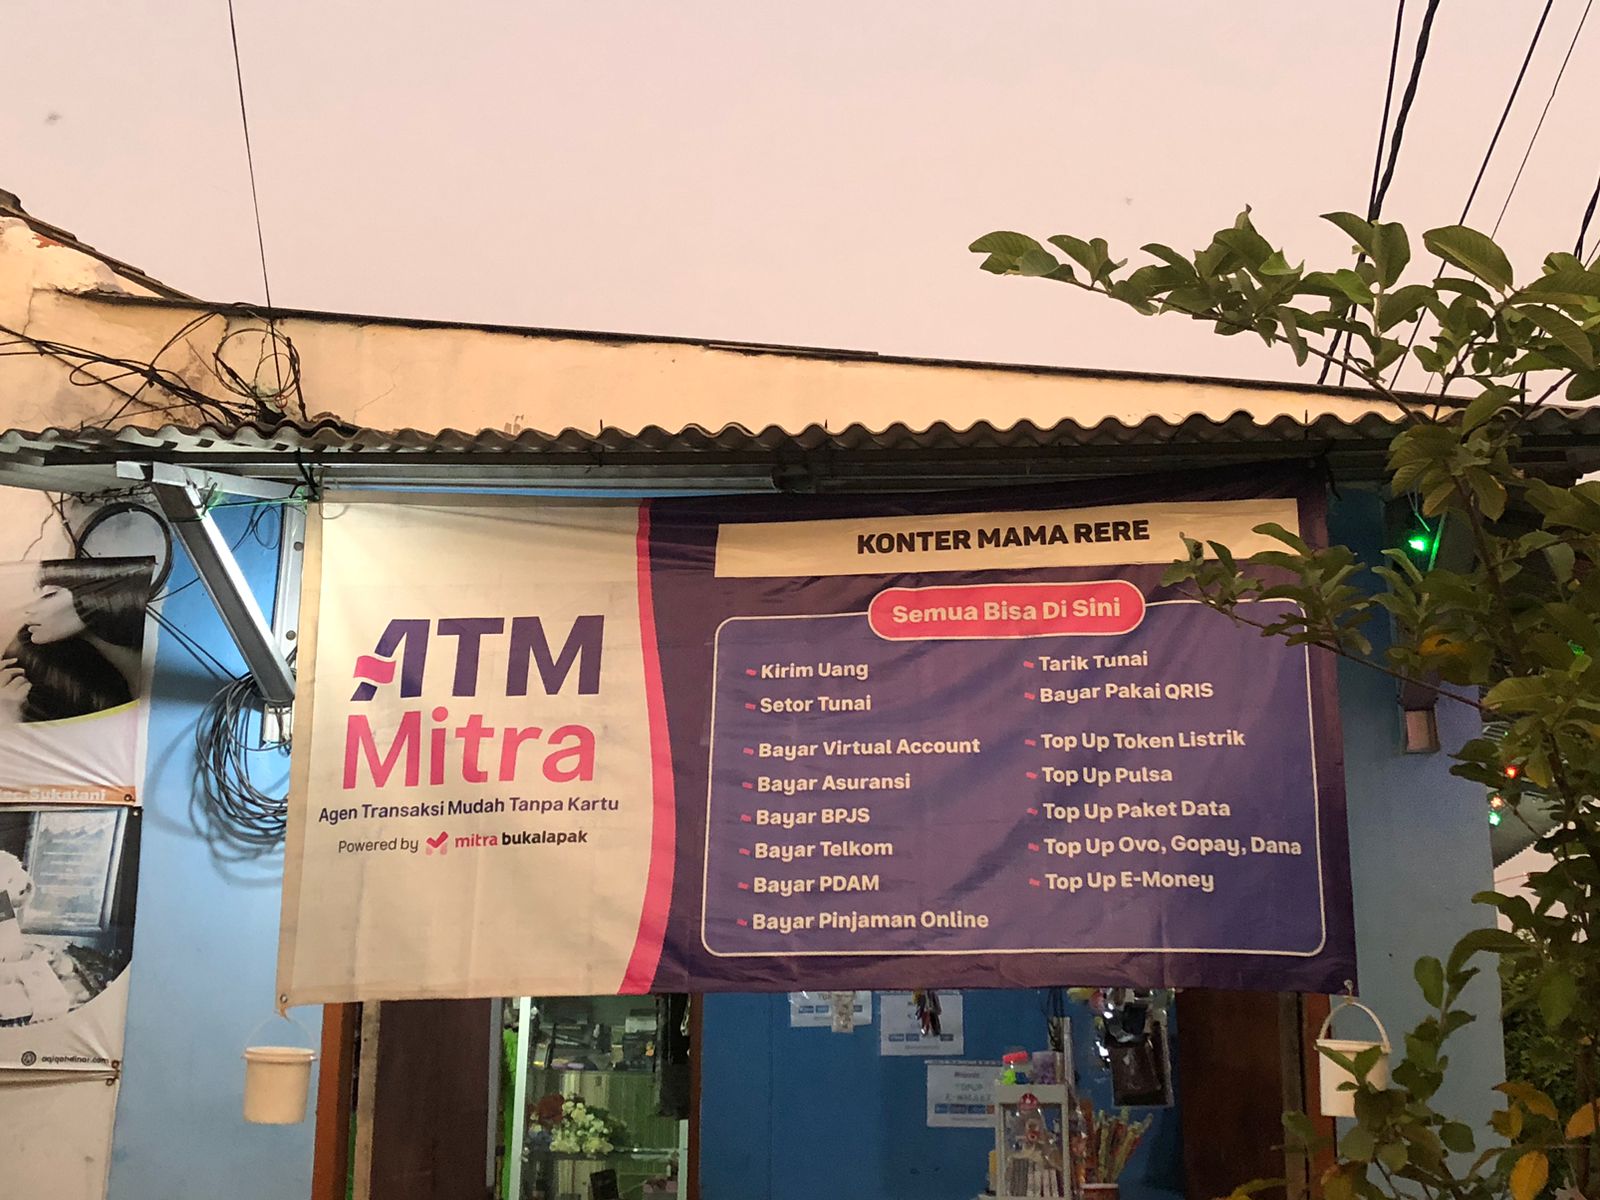 KONTER MAMA RERE
Semua Bisa Di Sini
ATM
Mitra
Agen Transaksi Mudah Tanpa Kartu
Powered by mitra bukalapak
Kirim Uang
Setor Tunai
Bayar Virtual Account
Bayar Asuransi
Bayar BPJS
Bayar Telkom
Bayar PDAM
Bayar Pinjaman Online
Tarik Tunai
Bayar Pakai QRIS
Top Up Token Listrik
Top Up Pulsa
Top Up Paket Data
Top Up Ovo, Gopay, Dana
Top Up E-Money
Sukatani
aqiqahdinar.com